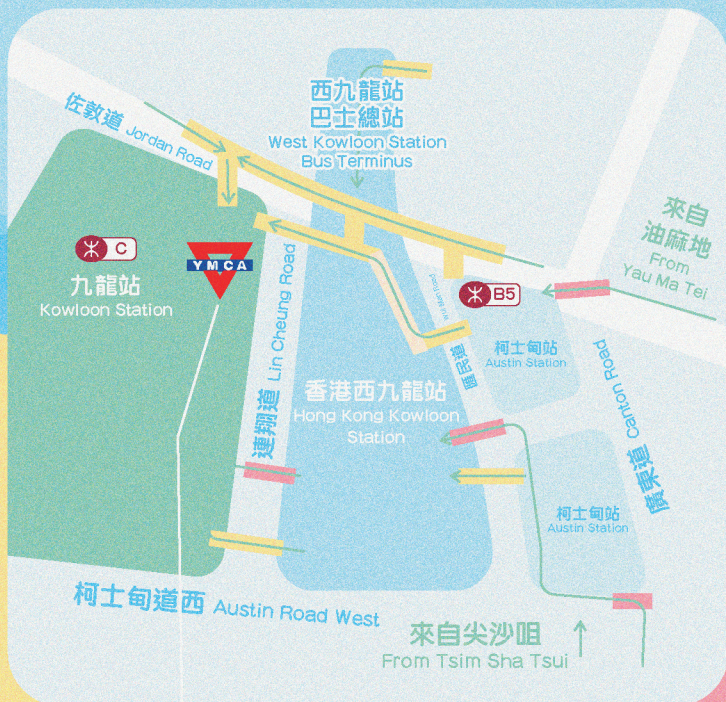 西九龍站
巴士總站
West Kowloon Station
Bus Terminus
佐敦道 Jordan Road
來自
油麻地
From
Yau Ma Tei
C
九龍站
Kowloon Station
YMCA
連翔道 Lin Cheung Road
B5
匯民道 Wui Man Road
柯士甸站
Austin Station
廣東道 Canton Road
香港西九龍站
Hong Kong Kowloon
Station
柯士甸站
Austin Station
柯士甸道西 Austin Road West
來自尖沙咀
From Tsim Sha Tsui